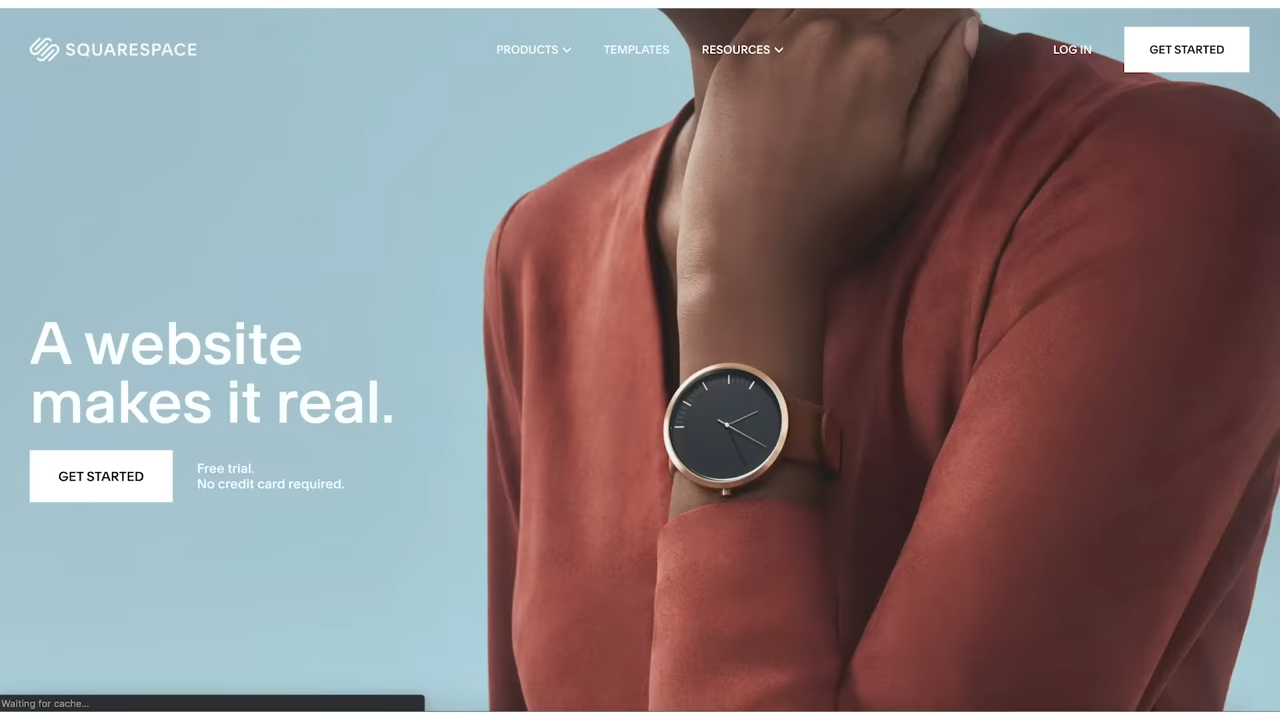 SQUARESPACE
PRODUCTS
TEMPLATES
RESOURCES
LOG IN
GET STARTED
A website
makes it real.
GET STARTED
Free trial.
No credit card required.
Waiting for cache...